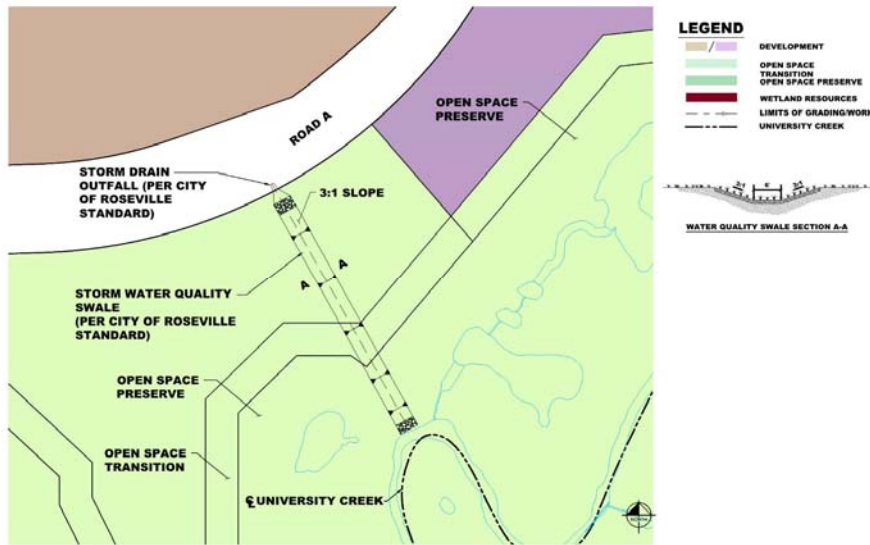 LEGEND
DEVELOPMENT
OPEN SPACE
TRANSITION
OPEN SPACE PRESERVE
WETLAND RESOURCES
LIMITS OF GRADING/WORK
UNIVERSITY CREEK
WATER QUALITY SWALE SECTION A-A
ROAD A
OPEN SPACE
PRESERVE
STORM DRAIN
OUTFALL (PER CITY
OF ROSEVILLE
STANDARD)
3:1 SLOPE
A
A
STORM WATER QUALITY
SWALE
(PER CITY OF ROSEVILLE
STANDARD)
OPEN SPACE
PRESERVE
OPEN SPACE
TRANSITION
℄ UNIVERSITY CREEK
NORTH